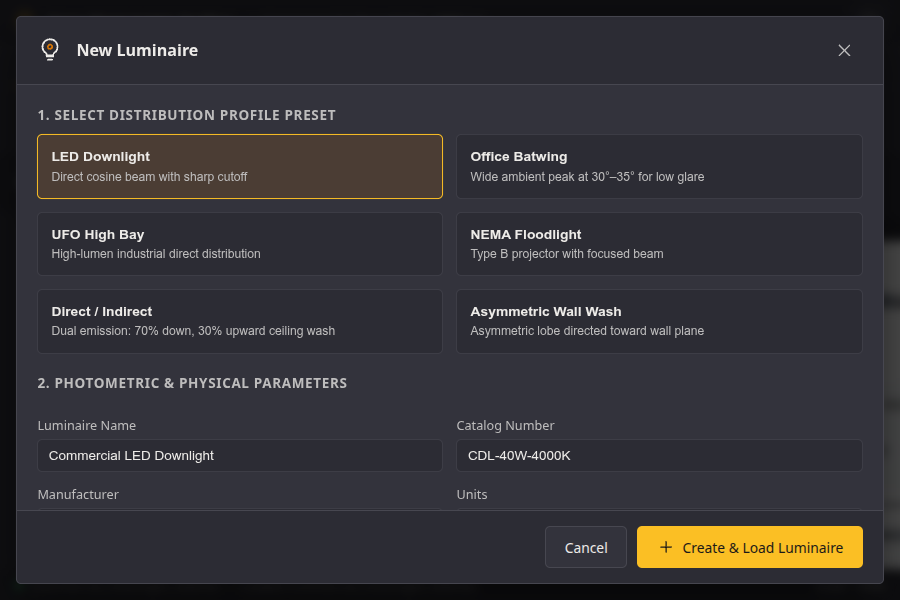 New Luminaire
1. SELECT DISTRIBUTION PROFILE PRESET
LED Downlight
Direct cosine beam with sharp cutoff
Office Batwing
Wide ambient peak at 30°–35° for low glare
UFO High Bay
High-lumen industrial direct distribution
NEMA Floodlight
Type B projector with focused beam
Direct / Indirect
Dual emission: 70% down, 30% upward ceiling wash
Asymmetric Wall Wash
Asymmetric lobe directed toward wall plane
2. PHOTOMETRIC & PHYSICAL PARAMETERS
Luminaire Name
Catalog Number
Commercial LED Downlight
CDL-40W-4000K
Manufacturer
Units
Cancel
Create & Load Luminaire